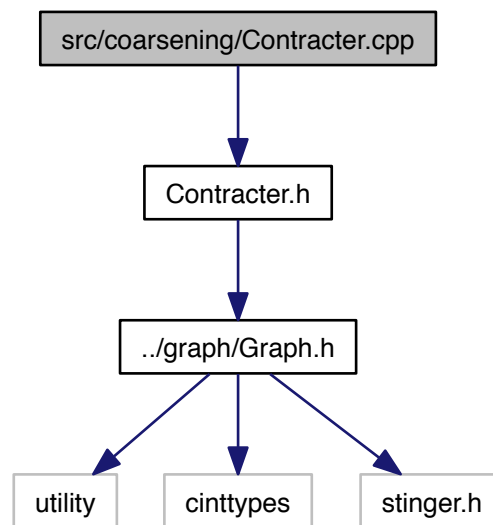 src/coarsening/Contracter.cpp
Contracter.h
../graph/Graph.h
utility
cinttypes
stinger.h